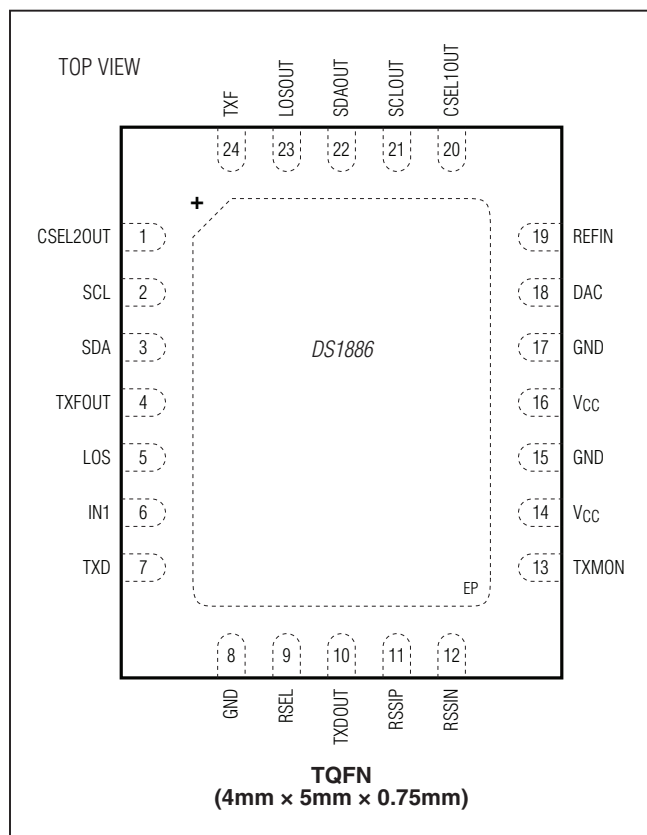 TOP VIEW
TXF
LOSOUT
SDAOUT
SCLOUT
CSEL1OUT
24 23 22 21 20
+
CSEL2OUT 1
SCL 2
SDA 3
TXFOUT 4
LOS 5
IN1 6
TXD 7
DS1886
19 REFIN
18 DAC
17 GND
16 VCC
15 GND
14 VCC
13 TXMON
EP
8 9 10 11 12
GND
RSEL
TXDOUT
RSSIP
RSSIN
TQFN
(4mm × 5mm × 0.75mm)